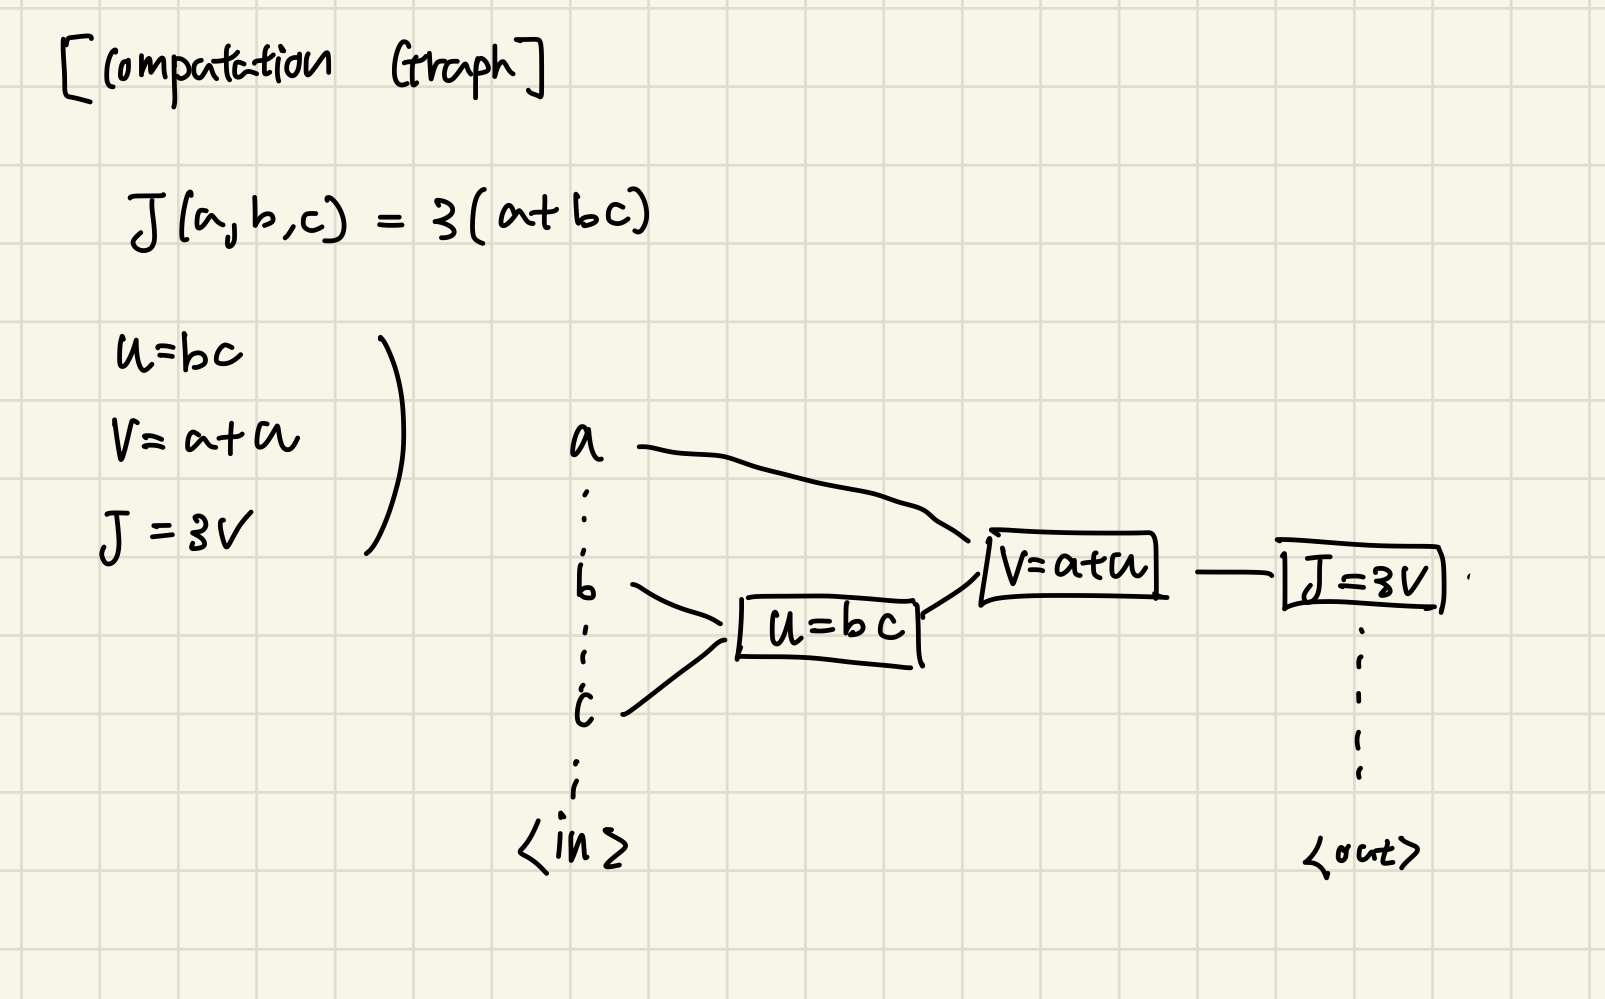 [Computation Graph]
J(a,b,c) = 3(a+bc)
u=bc
V= a+u
J=3V
a
b
c
u=bc
V=a+u
J=3V
<in>
<out>